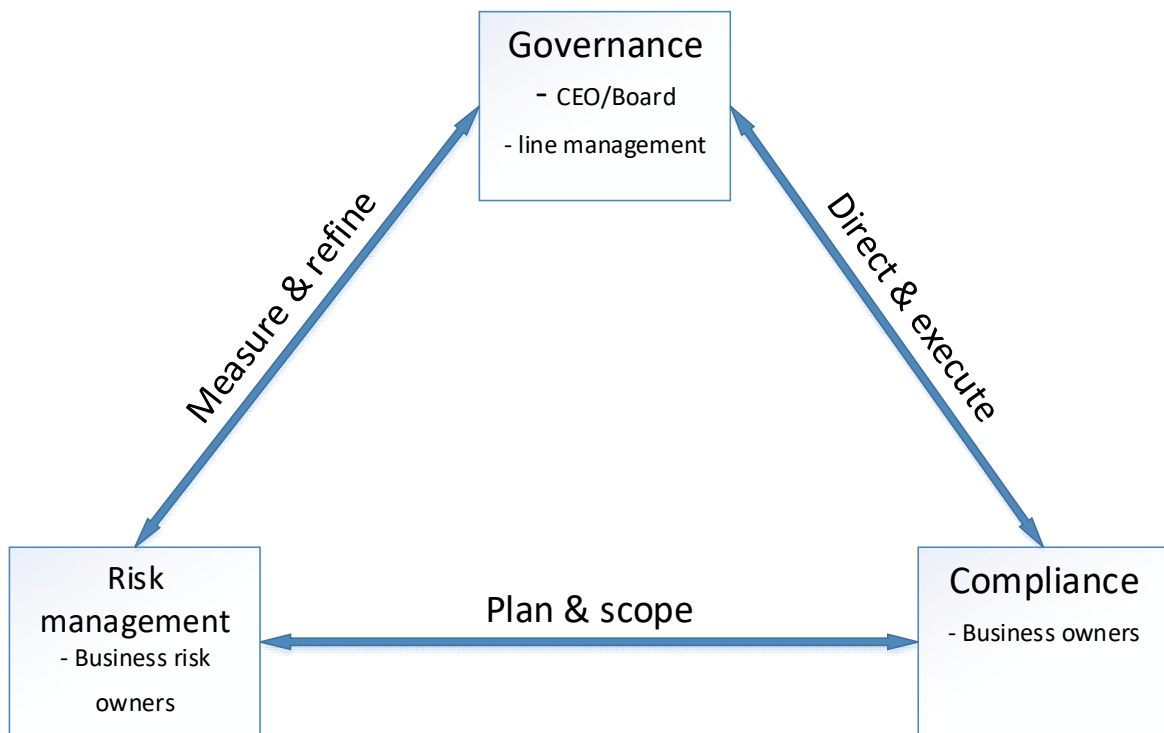 Governance
- CEO/Board
- line management
Measure & refine
Direct & execute
Risk
management
- Business risk
owners
Plan & scope
Compliance
- Business owners